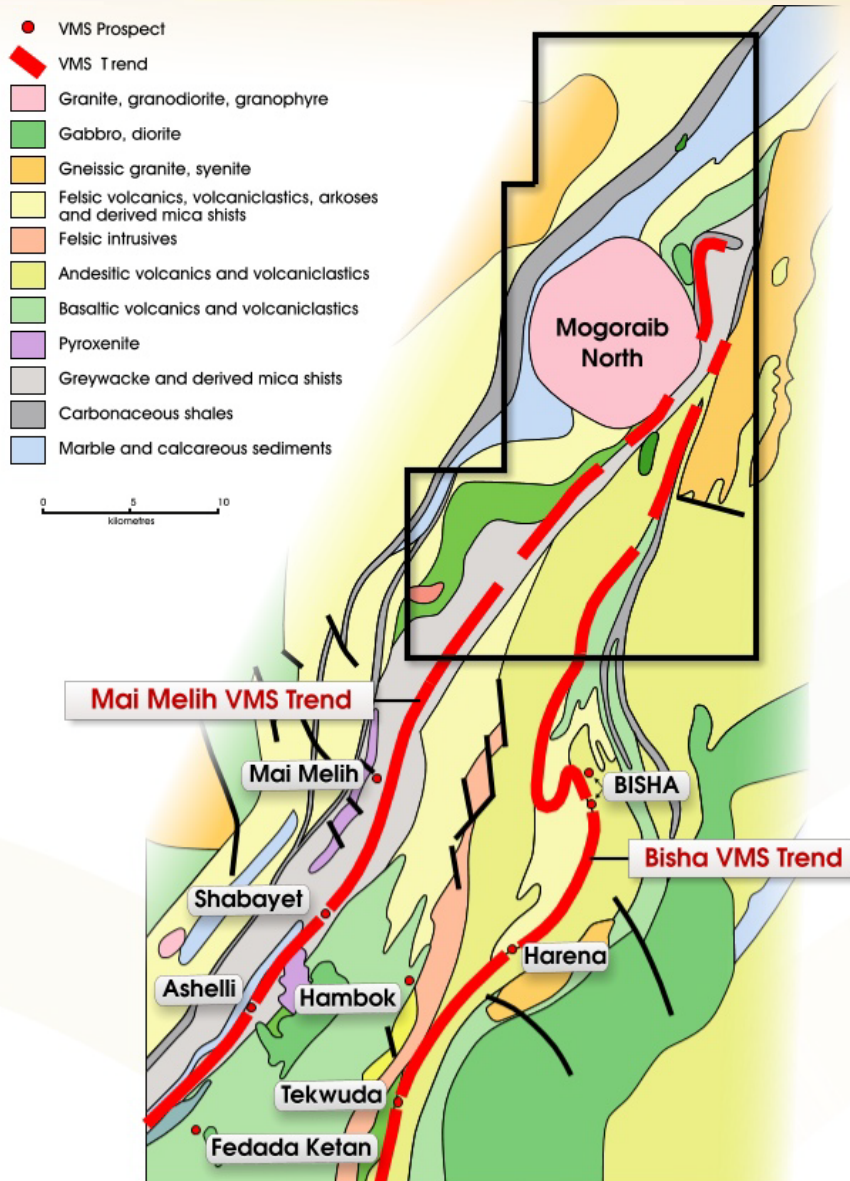 VMS Prospect
VMS Trend
Granite, granodiorite, granophyre
Gabbro, diorite
Gneissic granite, syenite
Felsic volcanics, volcaniclastics, arkoses
and derived mica shists
Felsic intrusives
Andesitic volcanics and volcaniclastics
Basaltic volcanics and volcaniclastics
Pyroxenite
Greywacke and derived mica shists
Carbonaceous shales
Marble and calcareous sediments
0 5 10
kilometres
Mogoraib
North
Mai Melih VMS Trend
Mai Melih
BISHA
Bisha VMS Trend
Shabayet
Harena
Ashelli
Hambok
Tekwuda
Fedada Ketan